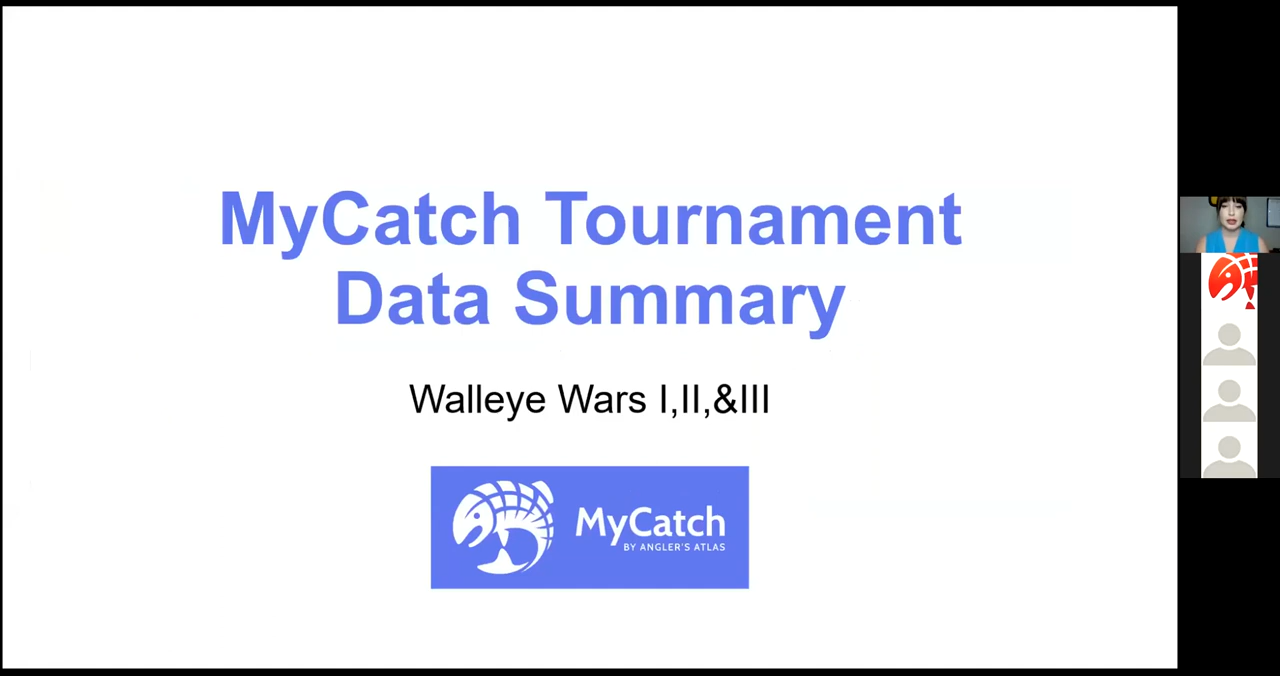 MyCatch Tournament
Data Summary
Walleye Wars I,II,&III
MyCatch
BY ANGLER'S ATLAS